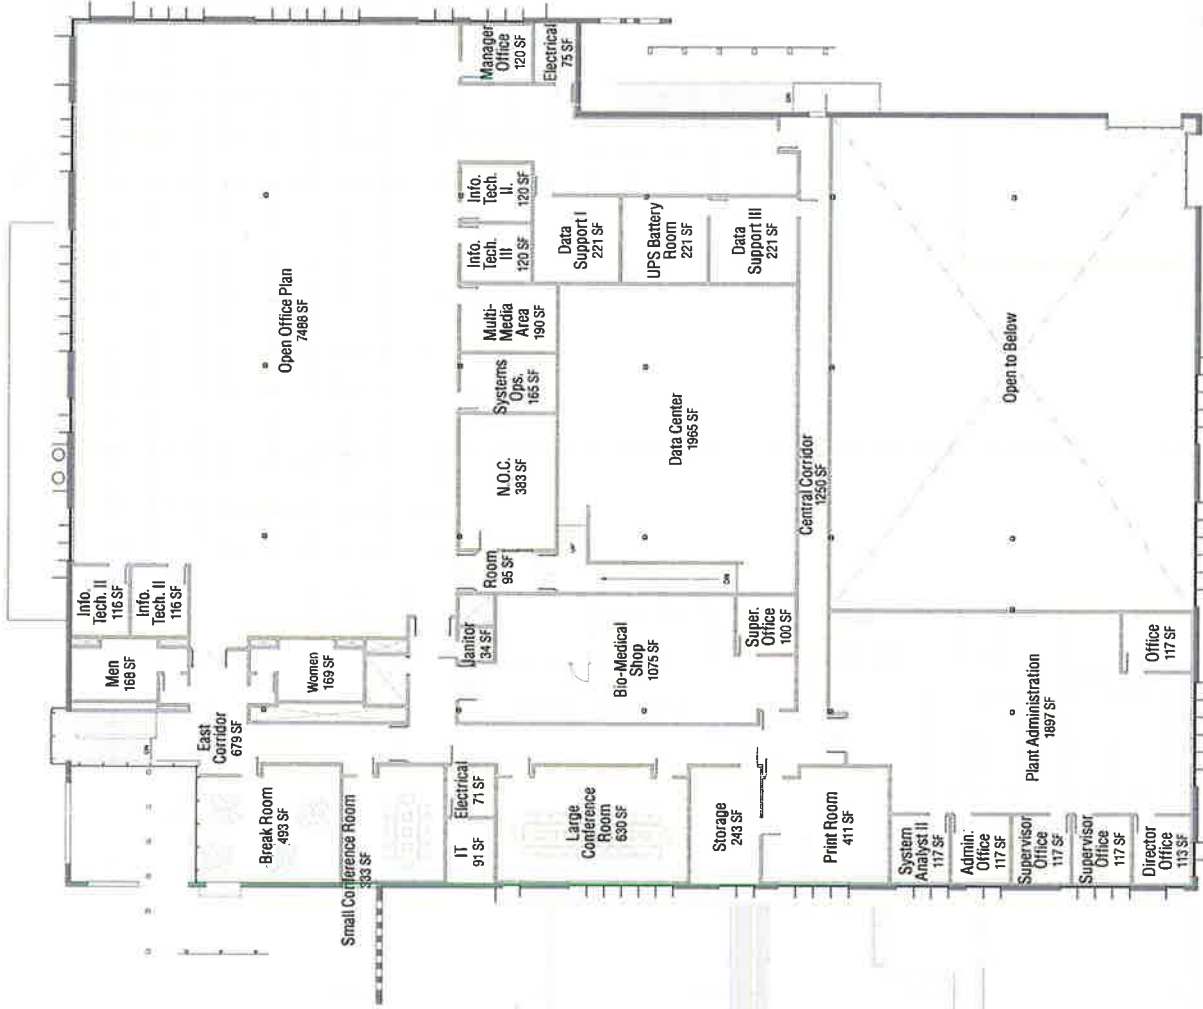 Men
168 SF
Info.
Tech. II
116 SF
Info.
Tech. II
116 SF
East
Corridor
679 SF
Women
169 SF
Open Office Plan
7488 SF
Break Room
493 SF
Small Conference Room
333 SF
IT
91 SF
Electrical
71 SF
Janitor
34 SF
Room
95 SF
N.O.C.
383 SF
Systems
Ops.
165 SF
Multi-
Media
Area
190 SF
Info.
Tech.
III
120 SF
Info.
Tech.
II.
120 SF
Manager
Office
120 SF
Electrical
75 SF
Large
Conference
Room
630 SF
Bio-Medical
Shop
1075 SF
Data Center
1965 SF
Data
Support I
221 SF
UPS Battery
Room
221 SF
Data
Support III
221 SF
Storage
243 SF
Super.
Office
100 SF
Central Corridor
1250 SF
Print Room
411 SF
System
Analyst II
117 SF
Admin.
Office
117 SF
Supervisor
Office
117 SF
Supervisor
Office
117 SF
Director
Office
113 SF
Plant Administration
1897 SF
Office
117 SF
Open to Below